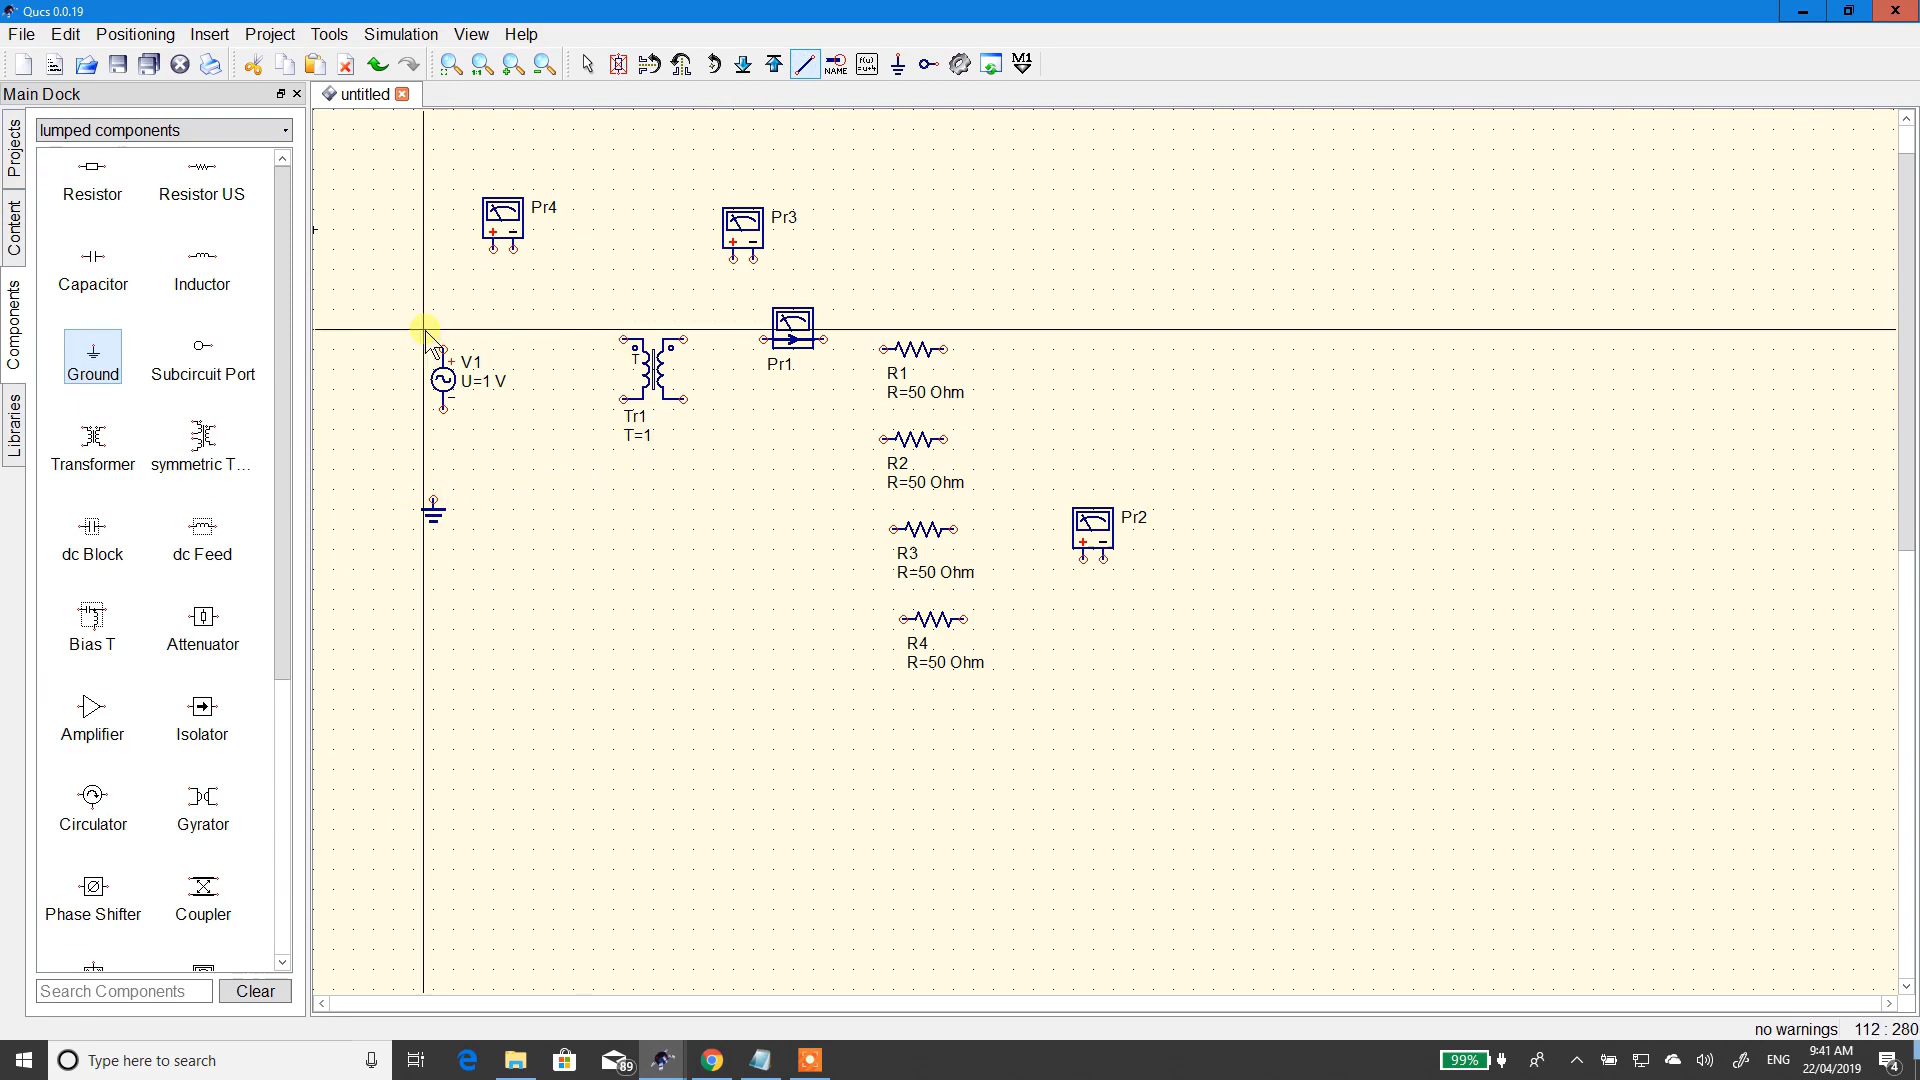 Qucs 0.0.19
File Edit Positioning Insert Project Tools Simulation View Help
NAME
M1
Main Dock
untitled
Projects
Content
Components
Libraries
lumped components
Resistor Resistor US
Capacitor Inductor
Ground Subcircuit Port
Transformer symmetric T...
dc Block dc Feed
Bias T Attenuator
Amplifier Isolator
Circulator Gyrator
Phase Shifter Coupler
Search Components Clear
Pr4
Pr3
V1
U=1 V
T
Tr1
T=1
Pr1
R1
R=50 Ohm
R2
R=50 Ohm
R3
R=50 Ohm
R4
R=50 Ohm
Pr2
no warnings 112 : 280
Type here to search
89
99%
ENG
9:41 AM
22/04/2019
4